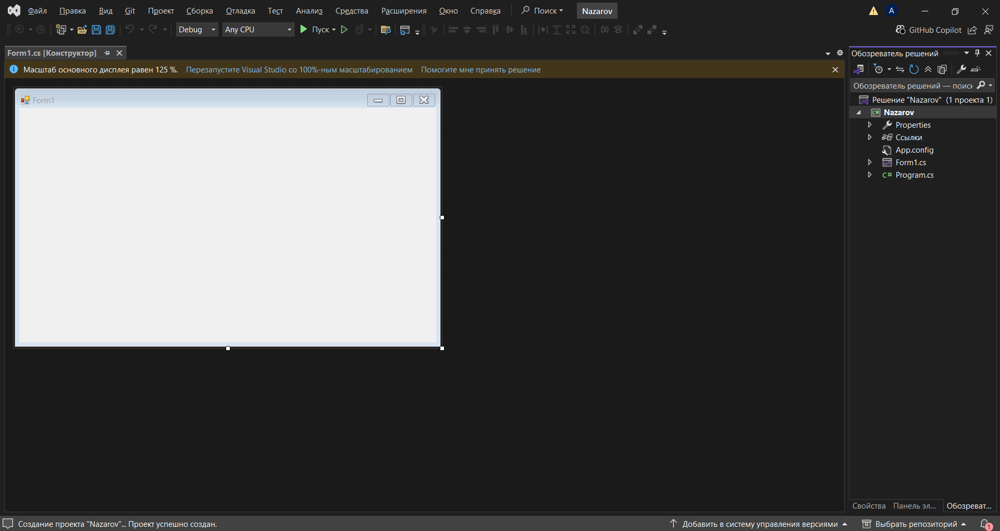 Файл Правка Вид Git Проект Сборка Отладка Тест Анализ Средства Расширения Окно Справка Поиск Nazarov A
Debug Any CPU Пуск GitHub Copilot
Form1.cs [Конструктор]
Масштаб основного дисплея равен 125 %. Перезапустите Visual Studio со 100%-ным масштабированием Помогите мне принять решение
Form1
Обозреватель решений
Обозреватель решений — поиск
Решение "Nazarov" (1 проекта 1)
C# Nazarov
Properties
Ссылки
App.config
Form1.cs
C# Program.cs
Свойства Панель эл... Обозреват...
Создание проекта "Nazarov"... Проект успешно создан. Добавить в систему управления версиями Выбрать репозиторий 1